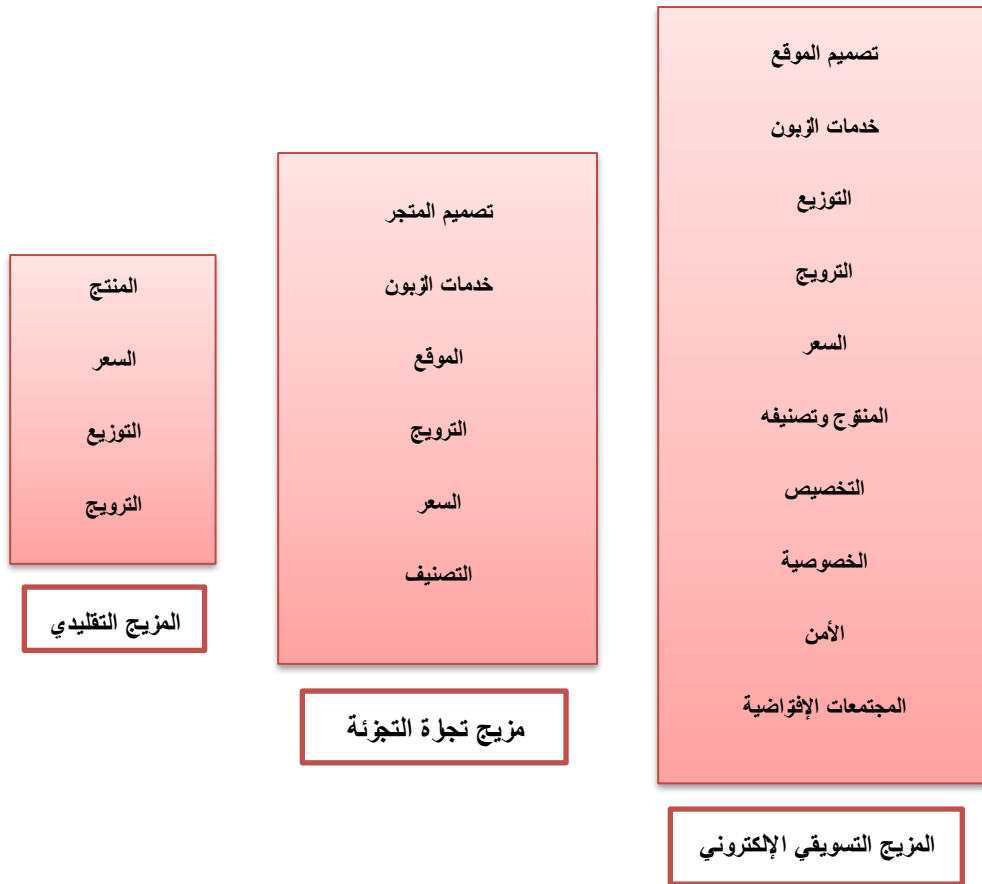 تصميم الموقع
خدمات الزبون
التوزيع
الترويج
السعر
المنتوج وتصنيفه
التخصيص
الخصوصية
الأمن
المجتمعات الإفتراضية
المزيج التسويقي الإلكتروني
تصميم المتجر
خدمات الزبون
الموقع
الترويج
السعر
التصنيف
مزيج تجارة التجزئة
المنتج
السعر
التوزيع
الترويج
المزيج التقليدي